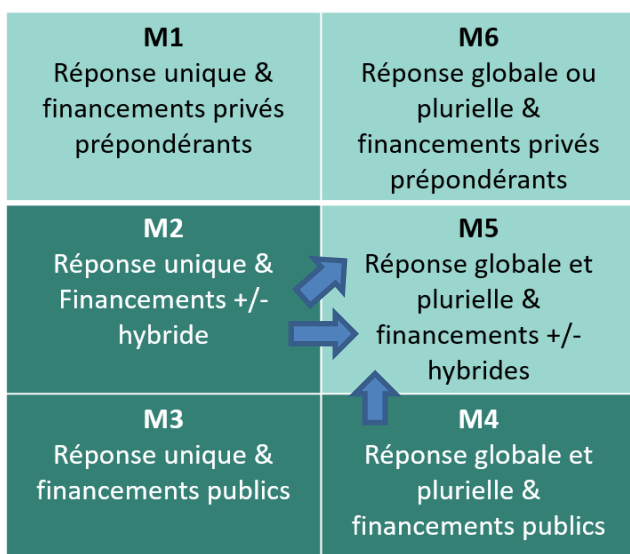 M1
Réponse unique &
financements privés
prépondérants
M6
Réponse globale ou
plurielle &
financements privés
prépondérants
M2
Réponse unique &
Financements +/-
hybride
M5
Réponse globale et
plurielle &
financements +/-
hybrides
M3
Réponse unique &
financements publics
M4
Réponse globale et
plurielle &
financements publics